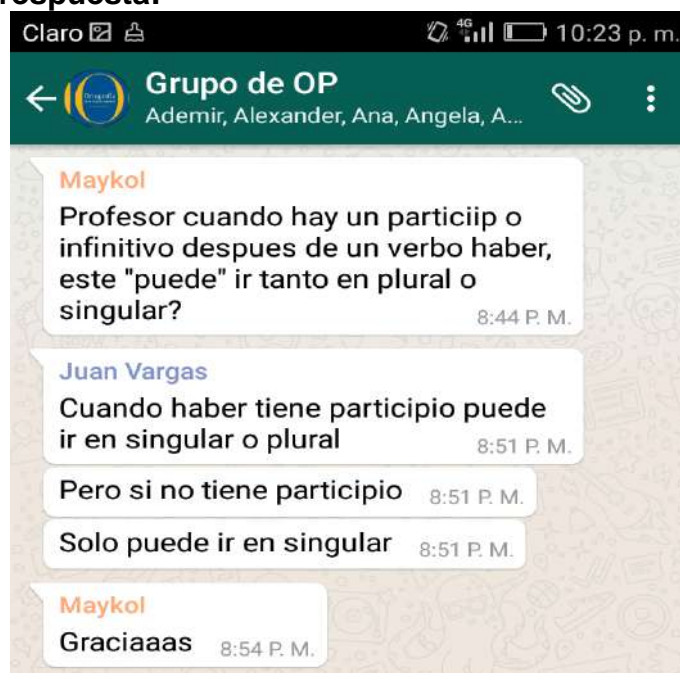 respuesta:
Claro 4G 10:23 p. m.
Grupo de OP
Ademir, Alexander, Ana, Angela, A...
Maykol
Profesor cuando hay un particiip o
infinitivo despues de un verbo haber,
este "puede" ir tanto en plural o
singular?
8:44 P. M.
Juan Vargas
Cuando haber tiene participio puede
ir en singular o plural
8:51 P. M.
Pero si no tiene participio 8:51 P. M.
Solo puede ir en singular 8:51 P. M.
Maykol
Graciaaas 8:54 P. M.